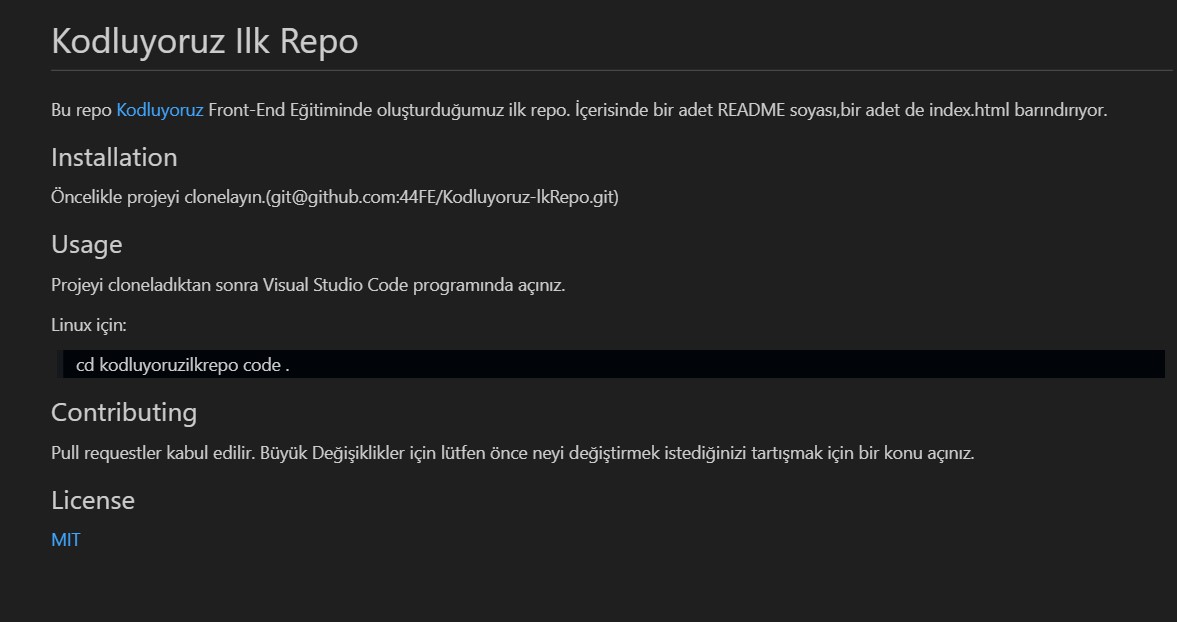 Kodluyoruz Ilk Repo
Bu repo Kodluyoruz Front-End Eğitiminde oluşturduğumuz ilk repo. İçerisinde bir adet README soyası,bir adet de index.html barındırıyor.
Installation
Öncelikle projeyi clonelayın.(git@github.com:44FE/Kodluyoruz-lkRepo.git)
Usage
Projeyi cloneladıktan sonra Visual Studio Code programında açınız.
Linux için:
cd kodluyoruzilkrepo code .
Contributing
Pull requestler kabul edilir. Büyük Değişiklikler için lütfen önce neyi değiştirmek istediğinizi tartışmak için bir konu açınız.
License
MIT